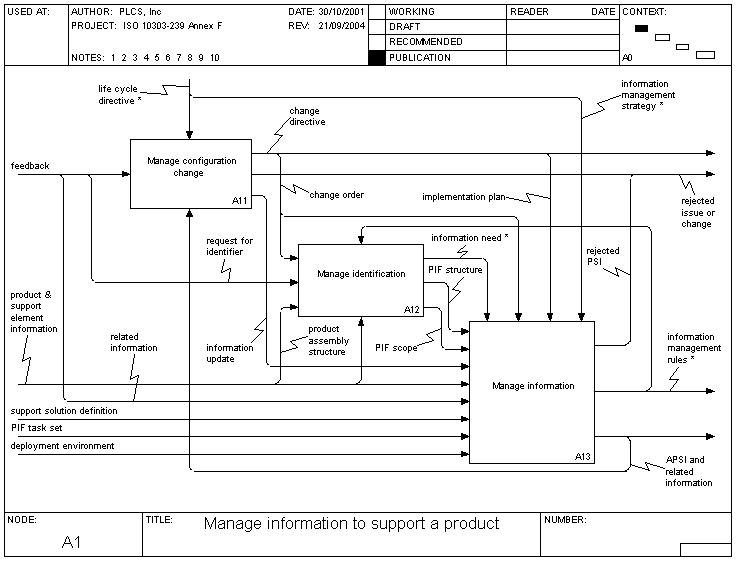 USED AT:
AUTHOR: PLCS, Inc
DATE: 30/10/2001
PROJECT: ISO 10303-239 Annex F
REV: 21/09/2004
NOTES: 1 2 3 4 5 6 7 8 9 10
WORKING
DRAFT
RECOMMENDED
PUBLICATION
READER
DATE
CONTEXT:
A0
life cycle
directive *
change
directive
information
management
strategy *
feedback
Manage configuration
change
A11
change order
implementation plan
rejected
issue or
change
request for
identifier
information need *
rejected
PSI
Manage identification
A12
PIF structure
product &
support
element
information
related
information
information
update
product
assembly
structure
PIF scope
information
management
rules *
Manage information
A13
support solution definition
PIF task set
deployment environment
APSI and
related
information
NODE:
A1
TITLE:
Manage information to support a product
NUMBER: